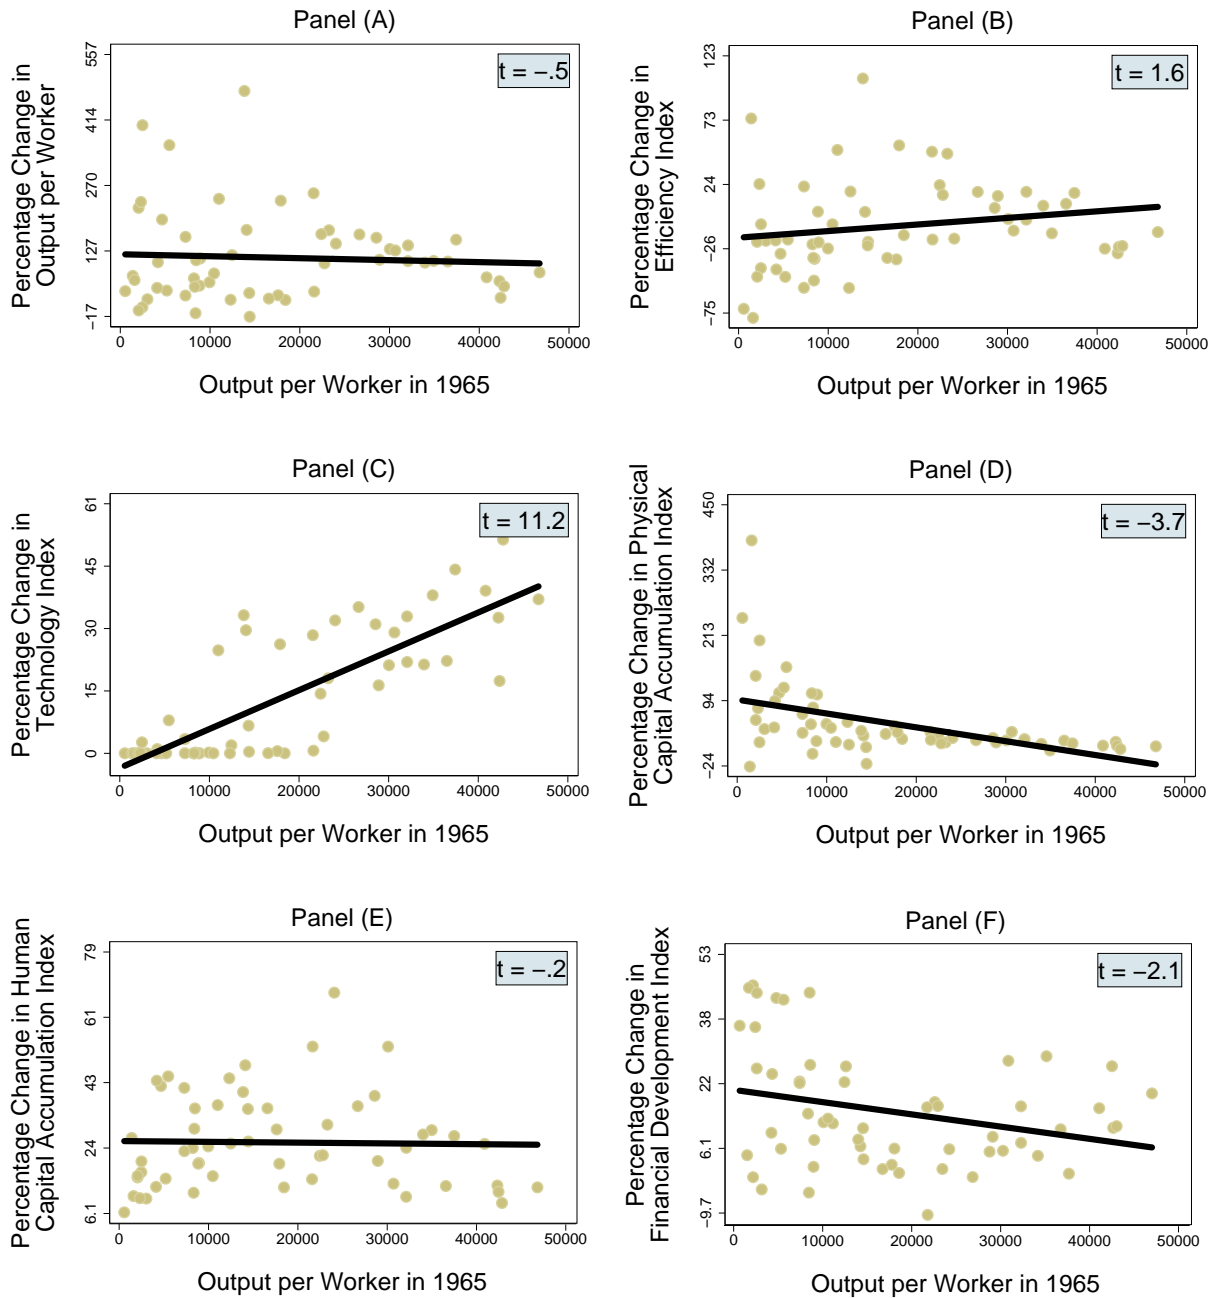 Panel (A)
Percentage Change in
Output per Worker
557
414
270
127
−17
t = −.5
0 10000 20000 30000 40000 50000
Output per Worker in 1965
Panel (B)
Percentage Change in
Efficiency Index
123
73
24
−26
−75
t = 1.6
0 10000 20000 30000 40000 50000
Output per Worker in 1965
Panel (C)
Percentage Change in
Technology Index
61
45
30
15
0
t = 11.2
0 10000 20000 30000 40000 50000
Output per Worker in 1965
Panel (D)
Percentage Change in Physical
Capital Accumulation Index
450
332
213
94
−24
t = −3.7
0 10000 20000 30000 40000 50000
Output per Worker in 1965
Panel (E)
Percentage Change in Human
Capital Accumulation Index
79
61
43
24
6.1
t = −.2
0 10000 20000 30000 40000 50000
Output per Worker in 1965
Panel (F)
Percentage Change in
Financial Development Index
53
38
22
6.1
−9.7
t = −2.1
0 10000 20000 30000 40000 50000
Output per Worker in 1965